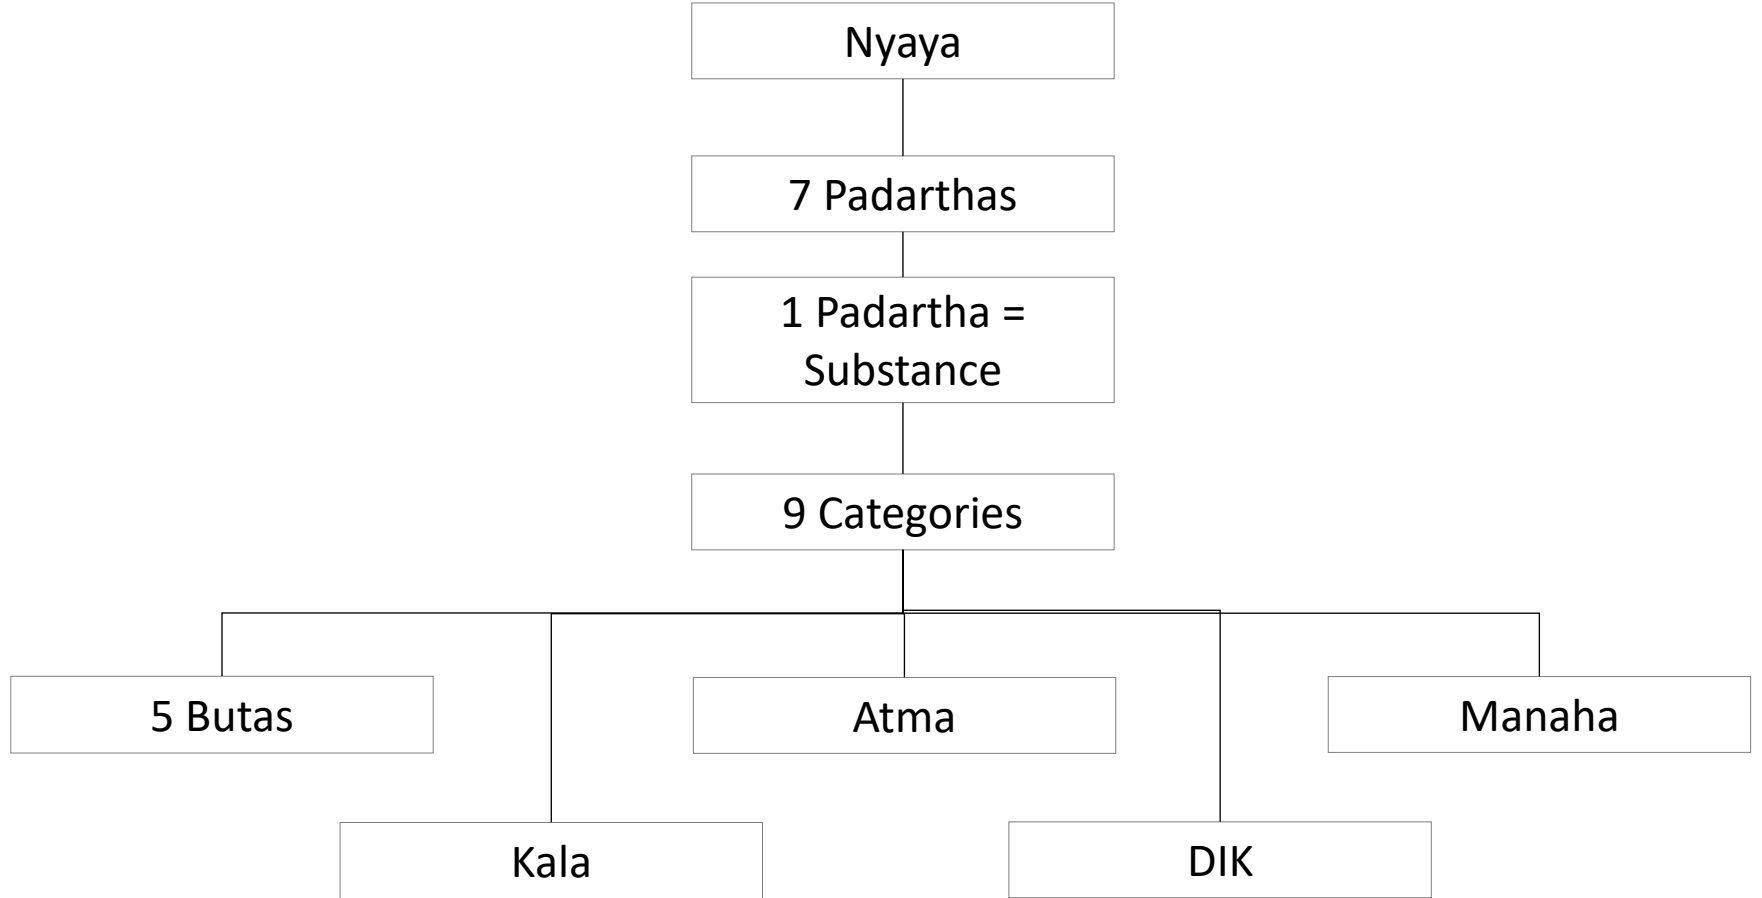 Nyaya
7 Padarthas
1 Padartha =
Substance
9 Categories
5 Butas
Atma
Manaha
Kala
DIK